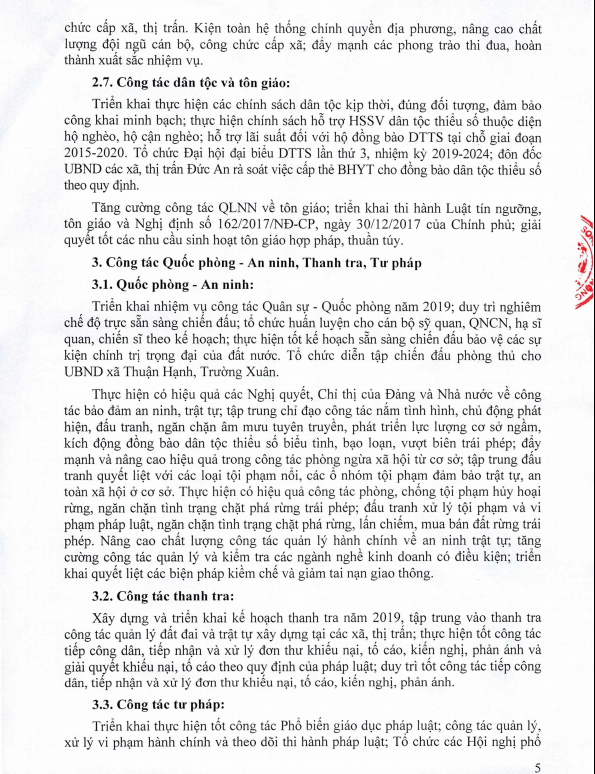 chức cấp xã, thị trấn. Kiện toàn hệ thống chính quyền địa phương, nâng cao chất
lượng đội ngũ cán bộ, công chức cấp xã; đẩy mạnh các phong trào thi đua, hoàn
thành xuất sắc nhiệm vụ.
2.7. Công tác dân tộc và tôn giáo:
Triển khai thực hiện các chính sách dân tộc kịp thời, đúng đối tượng, đảm bảo
công khai minh bạch; thực hiện chính sách hỗ trợ HSSV dân tộc thiểu số thuộc diện
hộ nghèo, hộ cận nghèo; hỗ trợ lãi suất đối với hộ đồng bào DTTS tại chỗ giai đoạn
2015-2020. Tổ chức Đại hội đại biểu DTTS lần thứ 3, nhiệm kỳ 2019-2024; đôn đốc
UBND các xã, thị trấn Đức An rà soát việc cấp thẻ BHYT cho đồng bào dân tộc thiểu số
theo quy định.
Tăng cường công tác QLNN về tôn giáo; triển khai thi hành Luật tín ngưỡng,
tôn giáo và Nghị định số 162/2017/NĐ-CP, ngày 30/12/2017 của Chính phủ; giải
quyết tốt các nhu cầu sinh hoạt tôn giáo hợp pháp, thuần túy.
3. Công tác Quốc phòng - An ninh, Thanh tra, Tư pháp
3.1. Quốc phòng - An ninh:
Triển khai nhiệm vụ công tác Quân sự - Quốc phòng năm 2019; duy trì nghiêm
chế độ trực sẵn sàng chiến đấu; tổ chức huấn luyện cho cán bộ sỹ quan, QNCN, hạ sĩ
quan, chiến sĩ theo kế hoạch; thực hiện tốt kế hoạch sẵn sàng chiến đấu bảo vệ các sự
kiện chính trị trọng đại của đất nước. Tổ chức diễn tập chiến đấu phòng thủ cho
UBND xã Thuận Hạnh, Trường Xuân.
Thực hiện có hiệu quả các Nghị quyết, Chỉ thị của Đảng và Nhà nước về công
tác bảo đảm an ninh, trật tự; tập trung chỉ đạo công tác nắm tình hình, chủ động phát
hiện, đấu tranh, ngăn chặn âm mưu tuyên truyền, phát triển lực lượng cơ sở ngầm,
kích động đồng bào dân tộc thiểu số biểu tình, bạo loạn, vượt biên trái phép; đẩy
mạnh và nâng cao hiệu quả trong công tác phòng ngừa xã hội từ cơ sở; tập trung đấu
tranh quyết liệt với các loại tội phạm nổi, các ổ nhóm tội phạm đảm bảo trật tự, an
toàn xã hội ở cơ sở. Thực hiện có hiệu quả công tác phòng, chống tội phạm hủy hoại
rừng, ngăn chặn tình trạng chặt phá rừng trái phép; đấu tranh xử lý tội phạm và vi
phạm pháp luật, ngăn chặn tình trạng chặt phá rừng, lấn chiếm, mua bán đất rừng trái
phép. Nâng cao chất lượng công tác quản lý hành chính về an ninh trật tự; tăng
cường công tác quản lý và kiểm tra các ngành nghề kinh doanh có điều kiện; triển
khai quyết liệt các biện pháp kiềm chế và giảm tai nạn giao thông.
3.2. Công tác thanh tra:
Xây dựng và triển khai kế hoạch thanh tra năm 2019, tập trung vào thanh tra
công tác quản lý đất đai và trật tự xây dựng tại các xã, thị trấn; thực hiện tốt công tác
tiếp công dân, tiếp nhận và xử lý đơn thư khiếu nại, tố cáo, kiến nghị, phản ánh và
giải quyết khiếu nại, tố cáo theo quy định của pháp luật; duy trì tốt công tác tiếp công
dân, tiếp nhận và xử lý đơn thư khiếu nại, tố cáo, kiến nghị, phản ánh.
3.3. Công tác tư pháp:
Triển khai thực hiện tốt công tác Phổ biến giáo dục pháp luật; công tác quản lý,
xử lý vi phạm hành chính và theo dõi thi hành pháp luật; Tổ chức các Hội nghị phổ
5